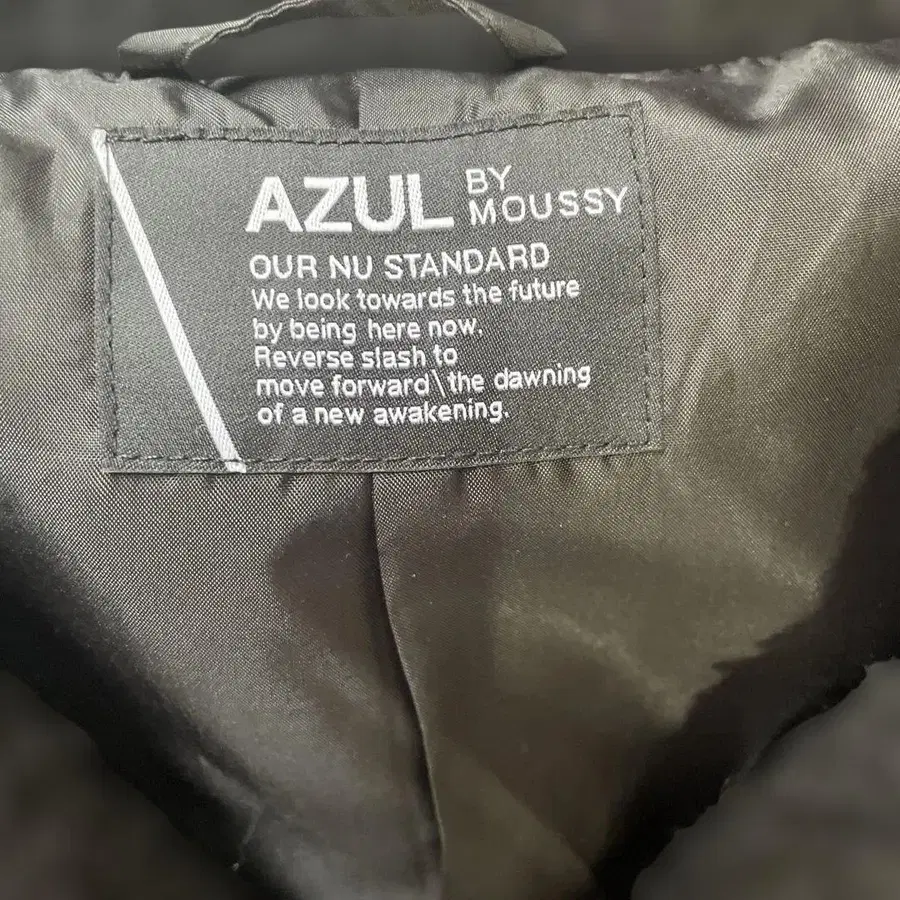 AZUL BY MOUSSY
OUR NU STANDARD
We look towards the future
by being here now.
Reverse slash to
move forward\the dawning
of a new awakening.